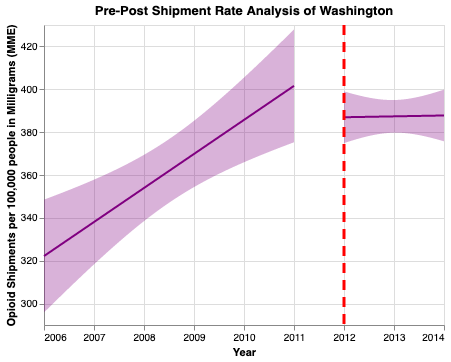 Pre-Post Shipment Rate Analysis of Washington
Opioid Shipments per 100,000 people in Milligrams (MME)
420
400
380
360
340
320
300
2006 2007 2008 2009 2010 2011 2012 2013 2014
Year